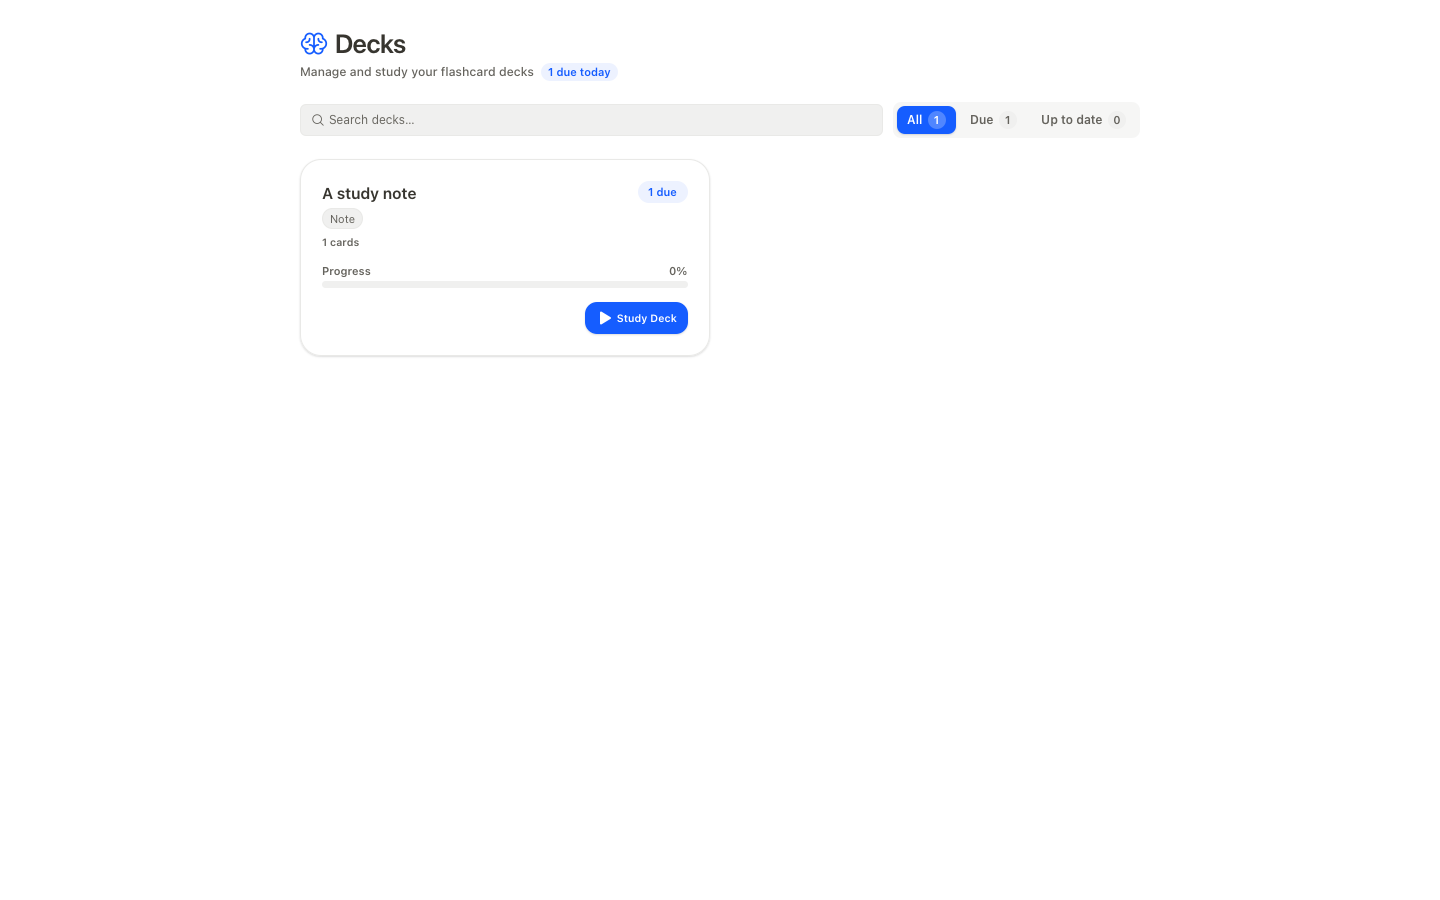 Decks
Manage and study your flashcard decks 1 due today
Search decks... All 1 Due 1 Up to date 0
A study note 1 due
Note
1 cards
Progress 0%
Study Deck